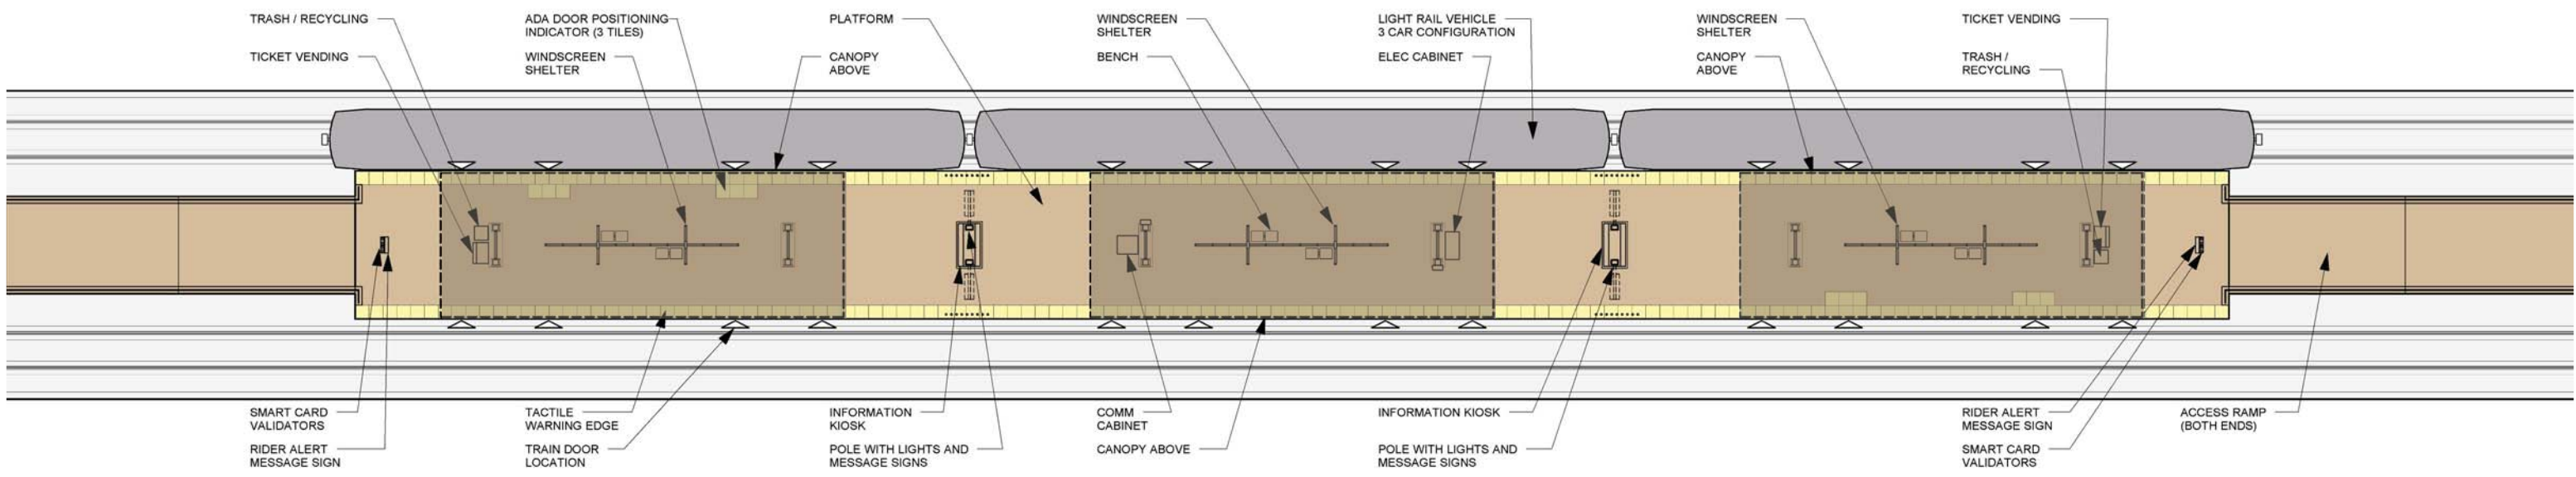 TRASH / RECYCLING
TICKET VENDING
ADA DOOR POSITIONING
INDICATOR (3 TILES)
WINDSCREEN
SHELTER
PLATFORM
CANOPY
ABOVE
WINDSCREEN
SHELTER
BENCH
LIGHT RAIL VEHICLE
3 CAR CONFIGURATION
ELEC CABINET
WINDSCREEN
SHELTER
CANOPY
ABOVE
TICKET VENDING
TRASH /
RECYCLING
SMART CARD
VALIDATORS
RIDER ALERT
MESSAGE SIGN
TACTILE
WARNING EDGE
TRAIN DOOR
LOCATION
INFORMATION
KIOSK
POLE WITH LIGHTS AND
MESSAGE SIGNS
COMM
CABINET
CANOPY ABOVE
INFORMATION KIOSK
POLE WITH LIGHTS AND
MESSAGE SIGNS
RIDER ALERT
MESSAGE SIGN
SMART CARD
VALIDATORS
ACCESS RAMP
(BOTH ENDS)